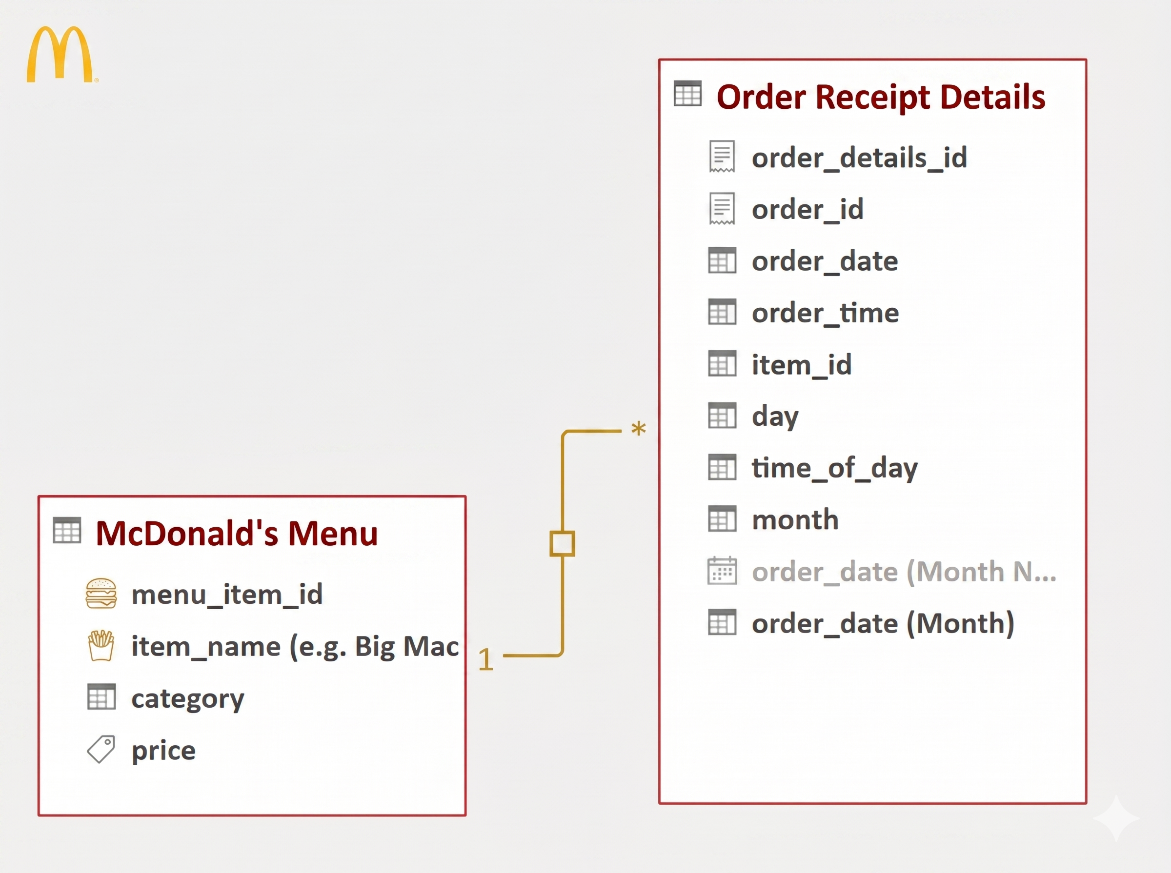 McDonald's Menu
menu_item_id
item_name (e.g. Big Mac
category
price
1
*
Order Receipt Details
order_details_id
order_id
order_date
order_time
item_id
day
time_of_day
month
order_date (Month N...
order_date (Month)